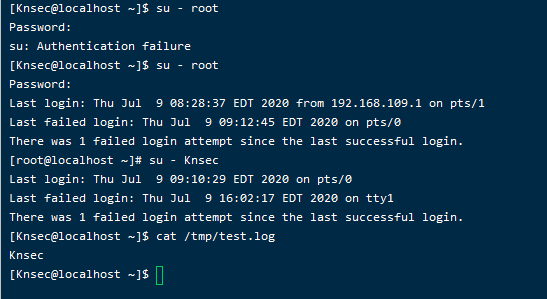 [Knsec@localhost ~]$ su - root
Password:
su: Authentication failure
[Knsec@localhost ~]$ su - root
Password:
Last login: Thu Jul  9 08:28:37 EDT 2020 from 192.168.109.1 on pts/1
Last failed login: Thu Jul  9 09:12:45 EDT 2020 on pts/0
There was 1 failed login attempt since the last successful login.
[root@localhost ~]# su - Knsec
Last login: Thu Jul  9 09:10:29 EDT 2020 on pts/0
Last failed login: Thu Jul  9 16:02:17 EDT 2020 on tty1
There was 1 failed login attempt since the last successful login.
[Knsec@localhost ~]$ cat /tmp/test.log
Knsec
[Knsec@localhost ~]$